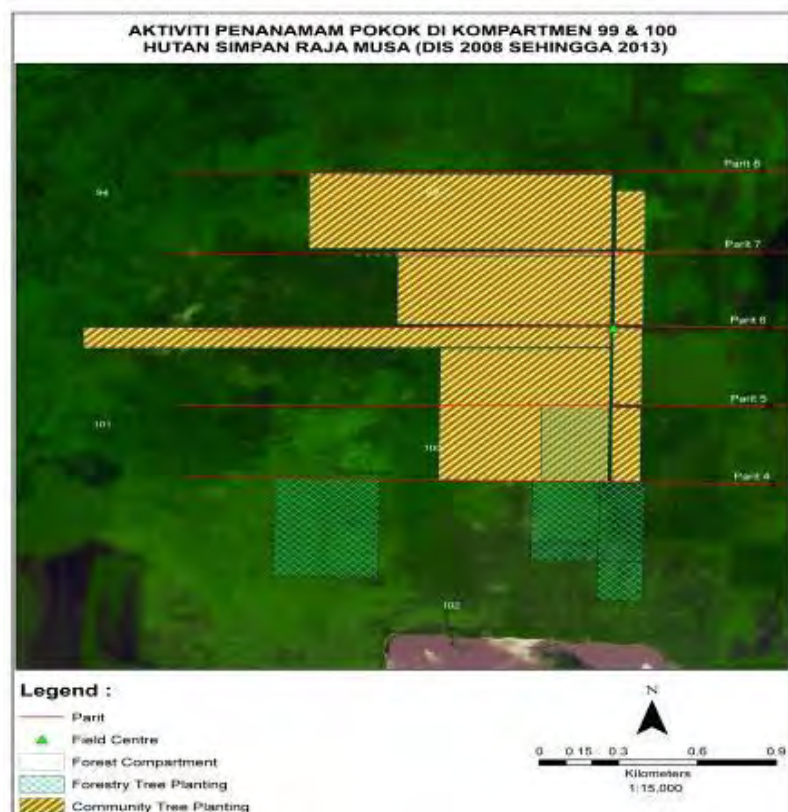 AKTIVITI PENANAMAM POKOK DI KOMPARTMEN 99 & 100
HUTAN SIMPAN RAJA MUSA (DIS 2008 SEHINGGA 2013)
Parit 8
94
Parit 7
Parit 6
Parit 5
101
100
Parit 4
102
Legend :
Parit
Field Centre
Forest Compartment
Forestry Tree Planting
Community Tree Planting
N
0 0.15 0.3 0.6 0.9
Kilometers
1:15,000